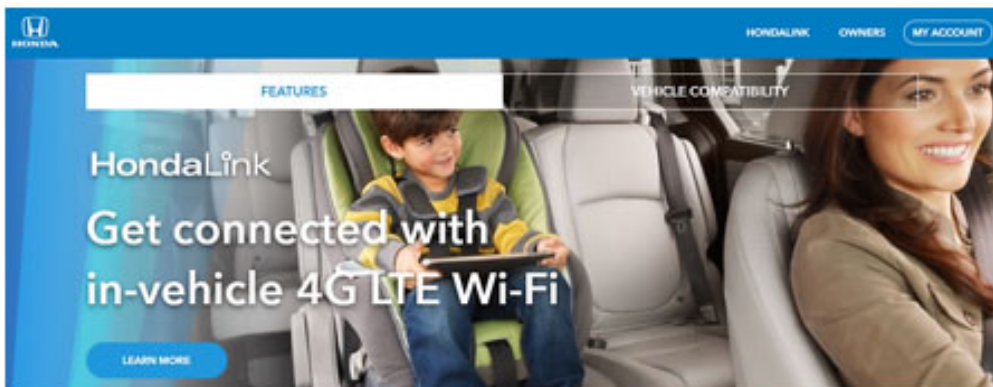 HONDA
HONDALINK OWNERS MY ACCOUNT
FEATURES VEHICLE COMPATIBILITY
HondaLink
Get connected with
in-vehicle 4G LTE Wi-Fi
LEARN MORE